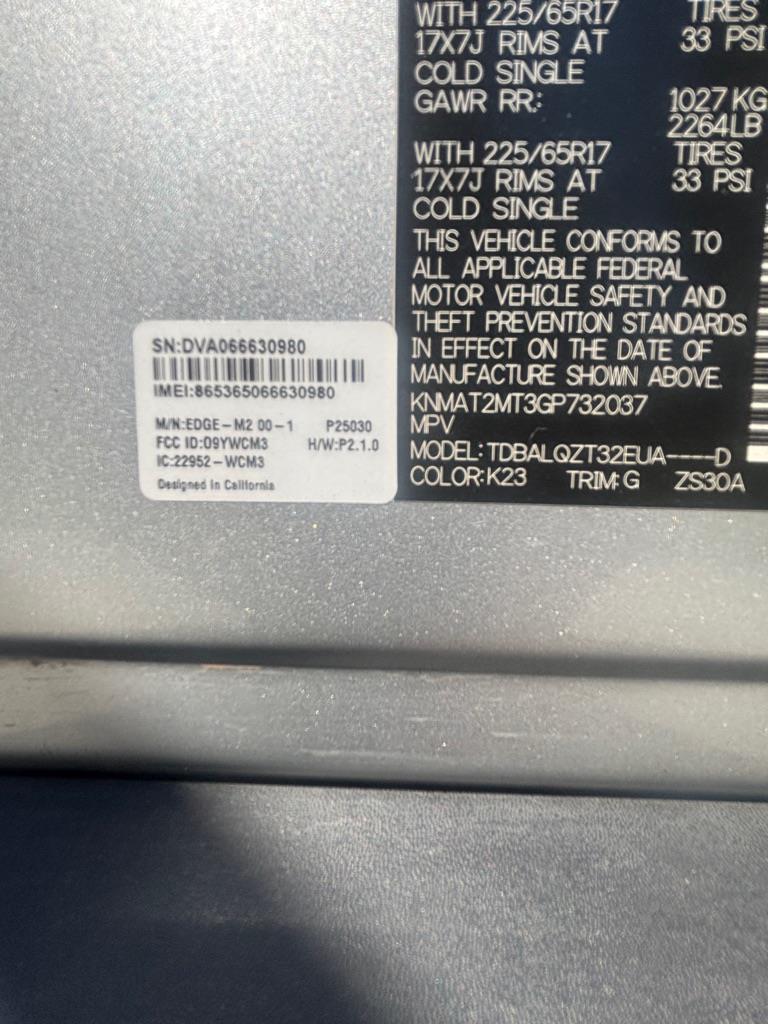 WITH 225/65R17 TIRES
17X7J RIMS AT 33 PSI
COLD SINGLE
GAWR RR: 1027 KG
2264LB
WITH 225/65R17 TIRES
17X7J RIMS AT 33 PSI
COLD SINGLE
THIS VEHICLE CONFORMS TO
ALL APPLICABLE FEDERAL
MOTOR VEHICLE SAFETY AND
THEFT PREVENTION STANDARDS
IN EFFECT ON THE DATE OF
MANUFACTURE SHOWN ABOVE.
KNMAT2MT3GP732037
MPV
MODEL: TDBALQZT32EUA----D
COLOR:K23 TRIM:G ZS30A
SN:DVA066630980
IMEI:865365066630980
M/N:EDGE-M2 00-1 P25030
FCC ID:O9YWCM3 H/W:P2.1.0
IC:22952-WCM3
Designed in California